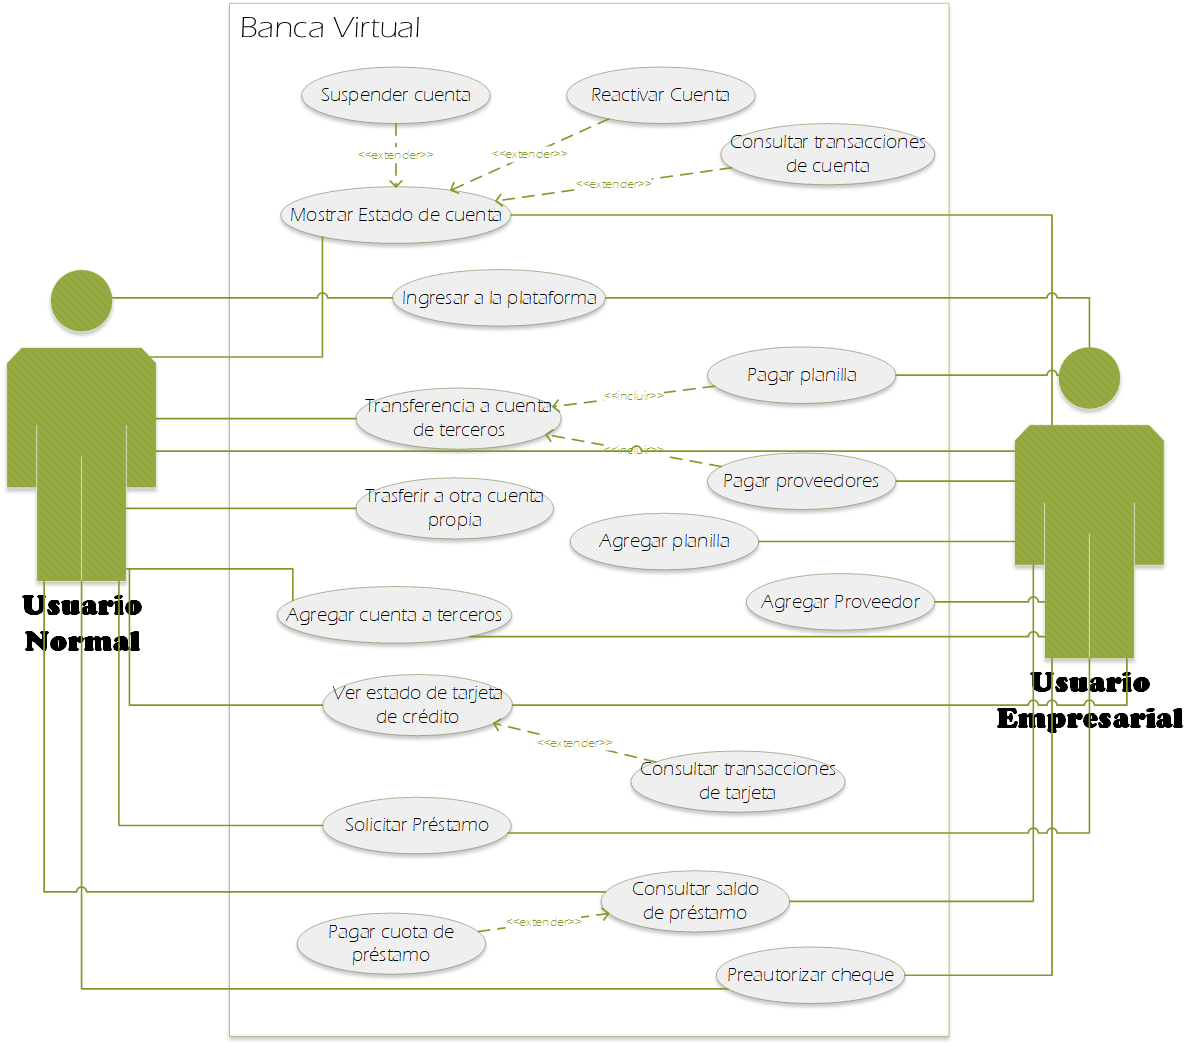 Banca Virtual
Suspender cuenta
Reactivar Cuenta
Consultar transacciones
de cuenta
<<extender>>
<<extender>>
<<extender>>
Mostrar Estado de cuenta
Ingresar a la plataforma
Pagar planilla
<<incluir>>
Transferencia a cuenta
de terceros
<<incluir>>
Pagar proveedores
Trasferir a otra cuenta
propia
Agregar planilla
Agregar Proveedor
Agregar cuenta a terceros
Usuario
Normal
Usuario
Empresarial
Ver estado de tarjeta
de crédito
<<extender>>
Consultar transacciones
de tarjeta
Solicitar Préstamo
Consultar saldo
de préstamo
<<extender>>
Pagar cuota de
préstamo
Preautorizar cheque